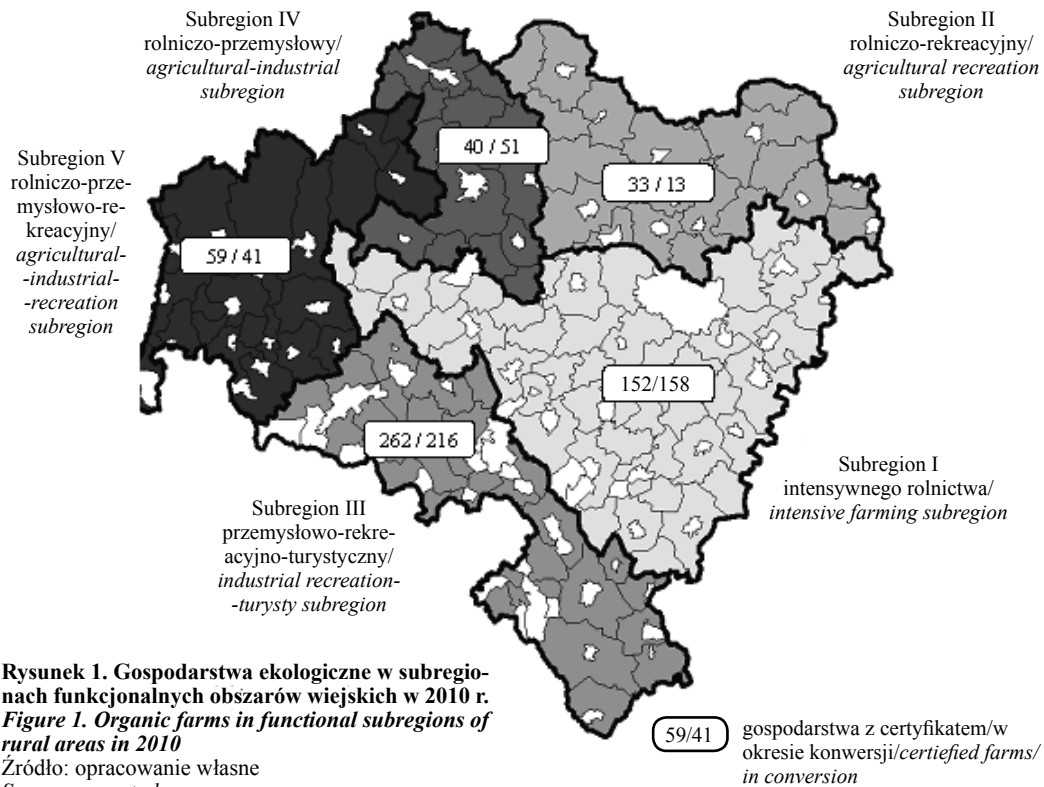 Subregion IV
rolniczo-przemysłowy/
agricultural-industrial
subregion
Subregion II
rolniczo-rekreacyjny/
agricultural recreation
subregion
Subregion V
rolniczo-prze-
mysłowo-re-
kreacyjny/
agricultural-
-industrial-
-recreation
subregion
40 / 51
33 / 13
59 / 41
152/158
262 / 216
Subregion I
intensywnego rolnictwa/
intensive farming subregion
Subregion III
przemysłowo-rekre-
acyjno-turystyczny/
industrial recreation-
-turysty subregion
Rysunek 1. Gospodarstwa ekologiczne w subregio-
nach funkcjonalnych obszarów wiejskich w 2010 r.
Figure 1. Organic farms in functional subregions of
rural areas in 2010
Źródło: opracowanie własne
59/41
gospodarstwa z certyfikatem/w
okresie konwersji/certiefied farms/
in conversion